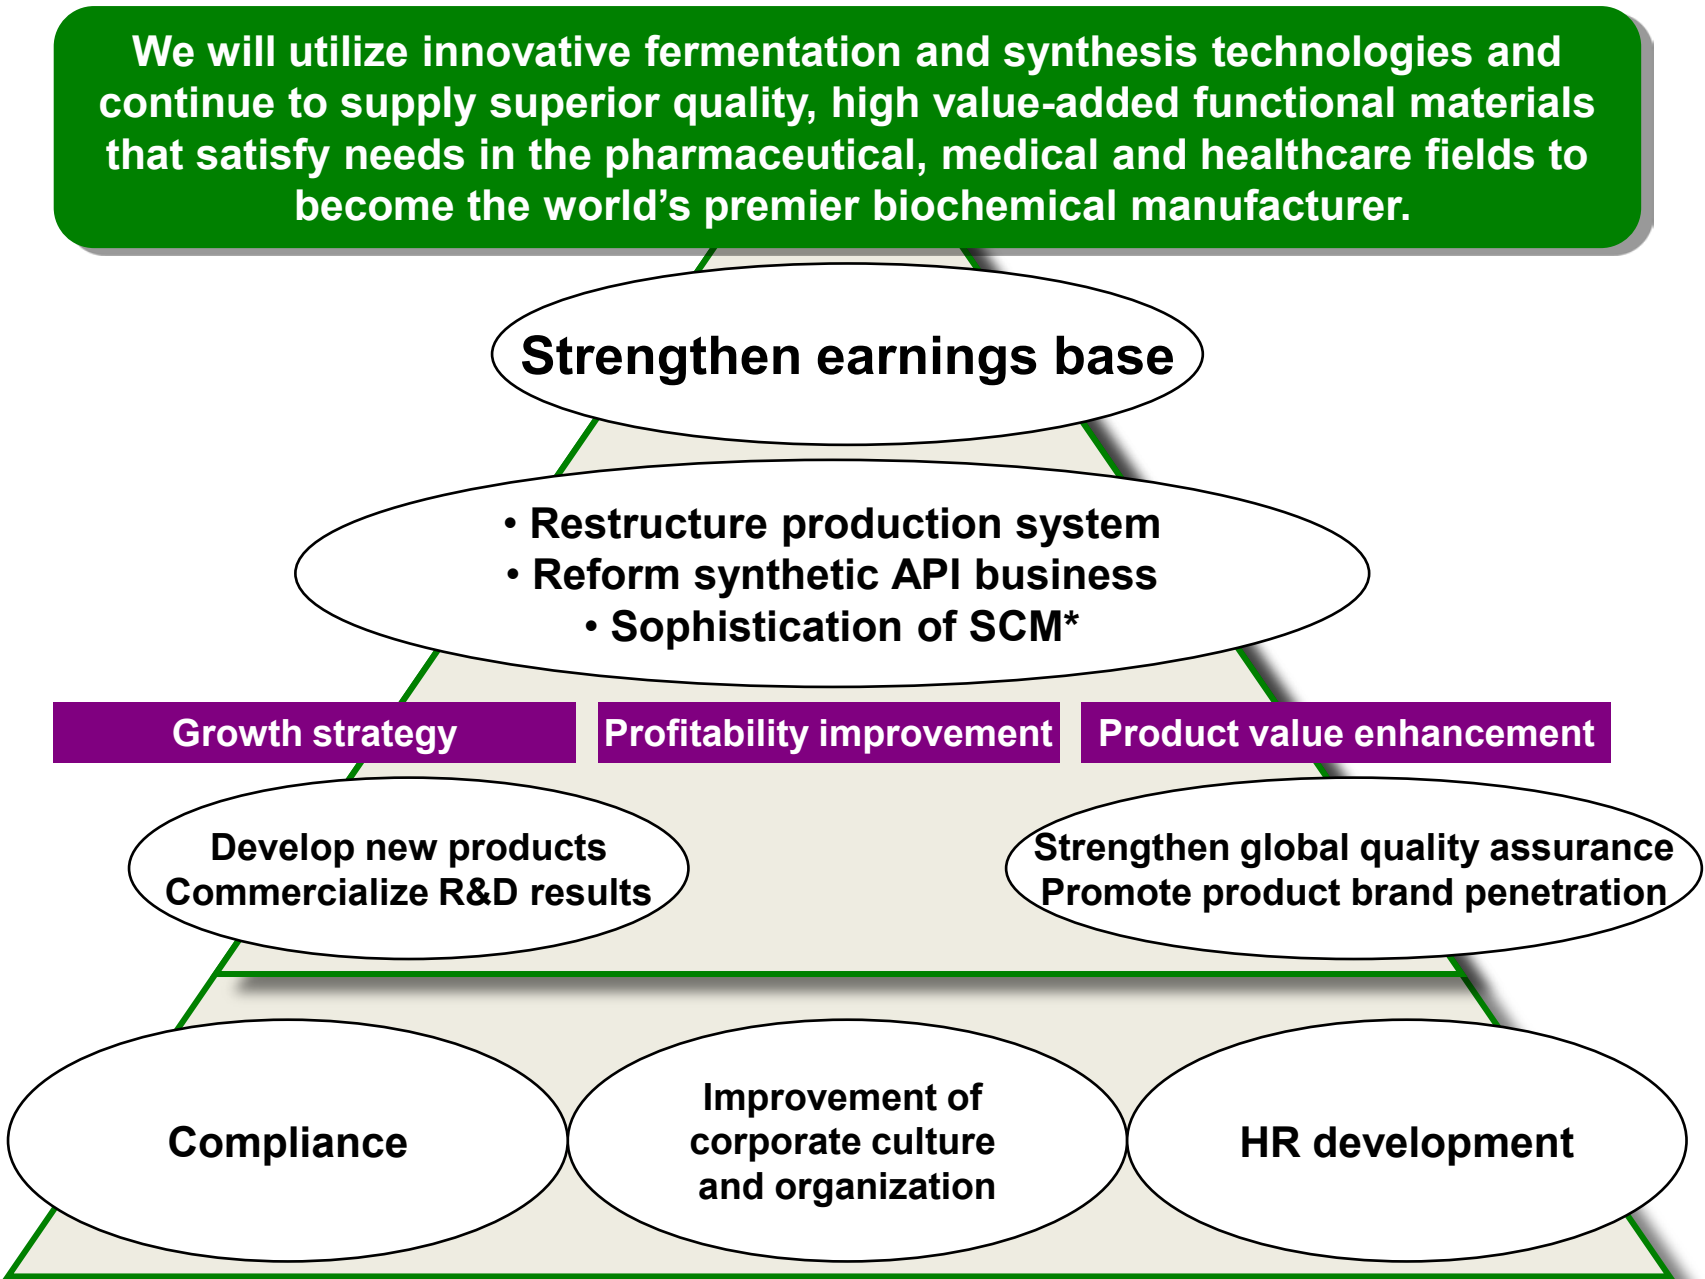 We will utilize innovative fermentation and synthesis technologies and
continue to supply superior quality, high value-added functional materials
that satisfy needs in the pharmaceutical, medical and healthcare fields to
become the world’s premier biochemical manufacturer.
Strengthen earnings base
• Restructure production system
• Reform synthetic API business
• Sophistication of SCM*
Growth strategy
Profitability improvement
Product value enhancement
Develop new products
Commercialize R&D results
Strengthen global quality assurance
Promote product brand penetration
Compliance
Improvement of
corporate culture
and organization
HR development